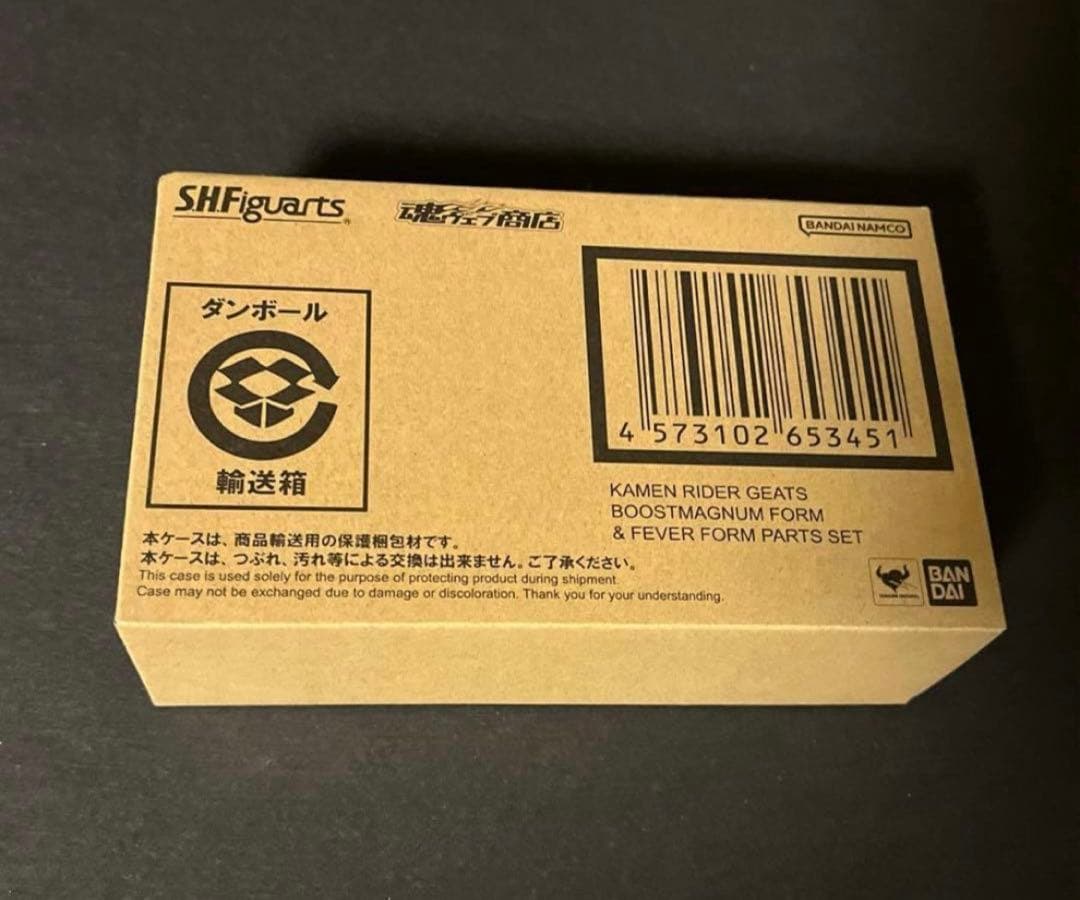 S.H.Figuarts
魂ウェブ商店
BANDAI NAMCO
ダンボール
輸送箱
4 573102 653451
KAMEN RIDER GEATS
BOOSTMAGNUM FORM
& FEVER FORM PARTS SET
本ケースは、商品輸送用の保護梱包材です。
本ケースは、つぶれ、汚れ等による交換は出来ません。ご了承ください。
This case is used solely for the purpose of protecting product during shipment.
Case may not be exchanged due to damage or discoloration. Thank you for your understanding.
BAN
DAI